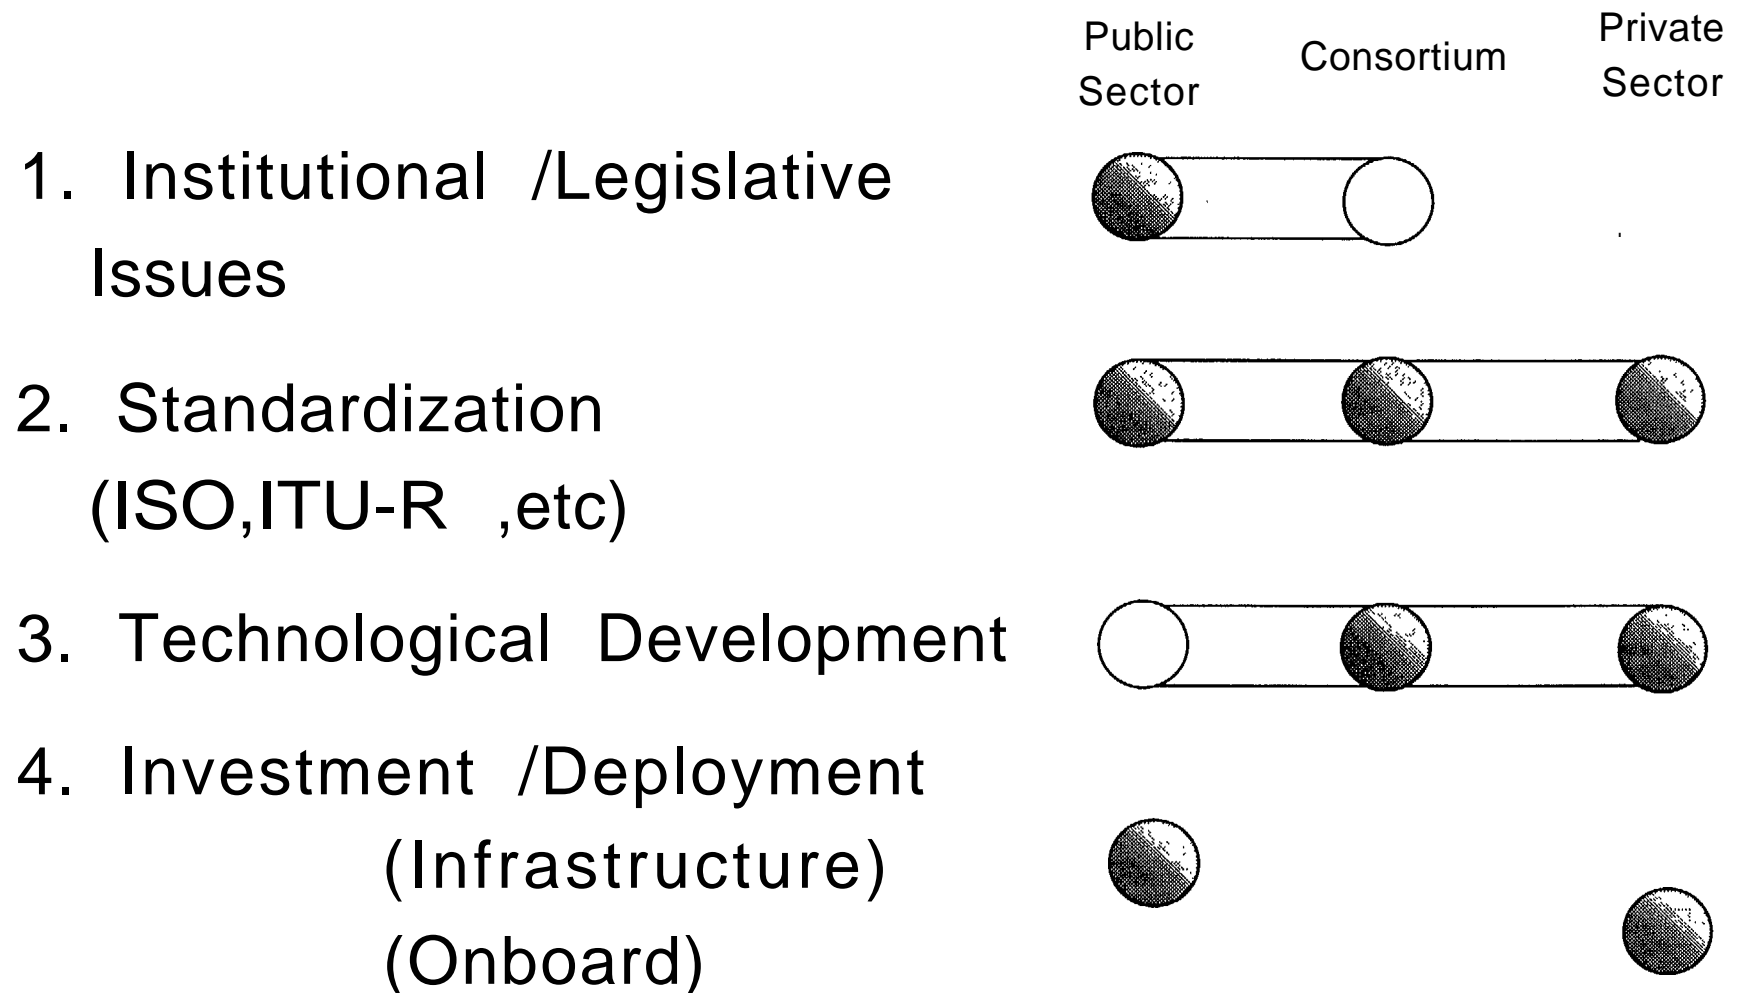 Public
Sector
Consortium
Private
Sector
1. Institutional /Legislative
Issues
2. Standardization
(ISO,ITU-R ,etc)
3. Technological Development
4. Investment /Deployment
(Infrastructure)
(Onboard)